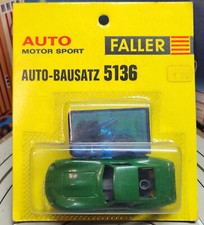 AUTO
MOTOR SPORT
FALLER
AUTO-BAUSATZ 5136